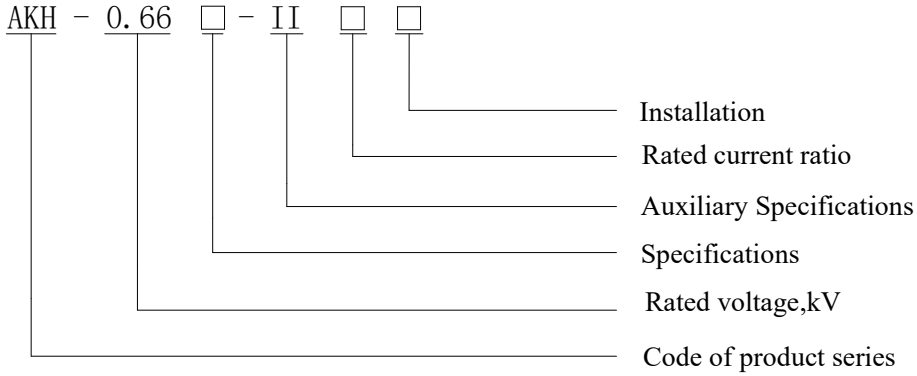 AKH - 0.66 □ - II □ □
Installation
Rated current ratio
Auxiliary Specifications
Specifications
Rated voltage,kV
Code of product series